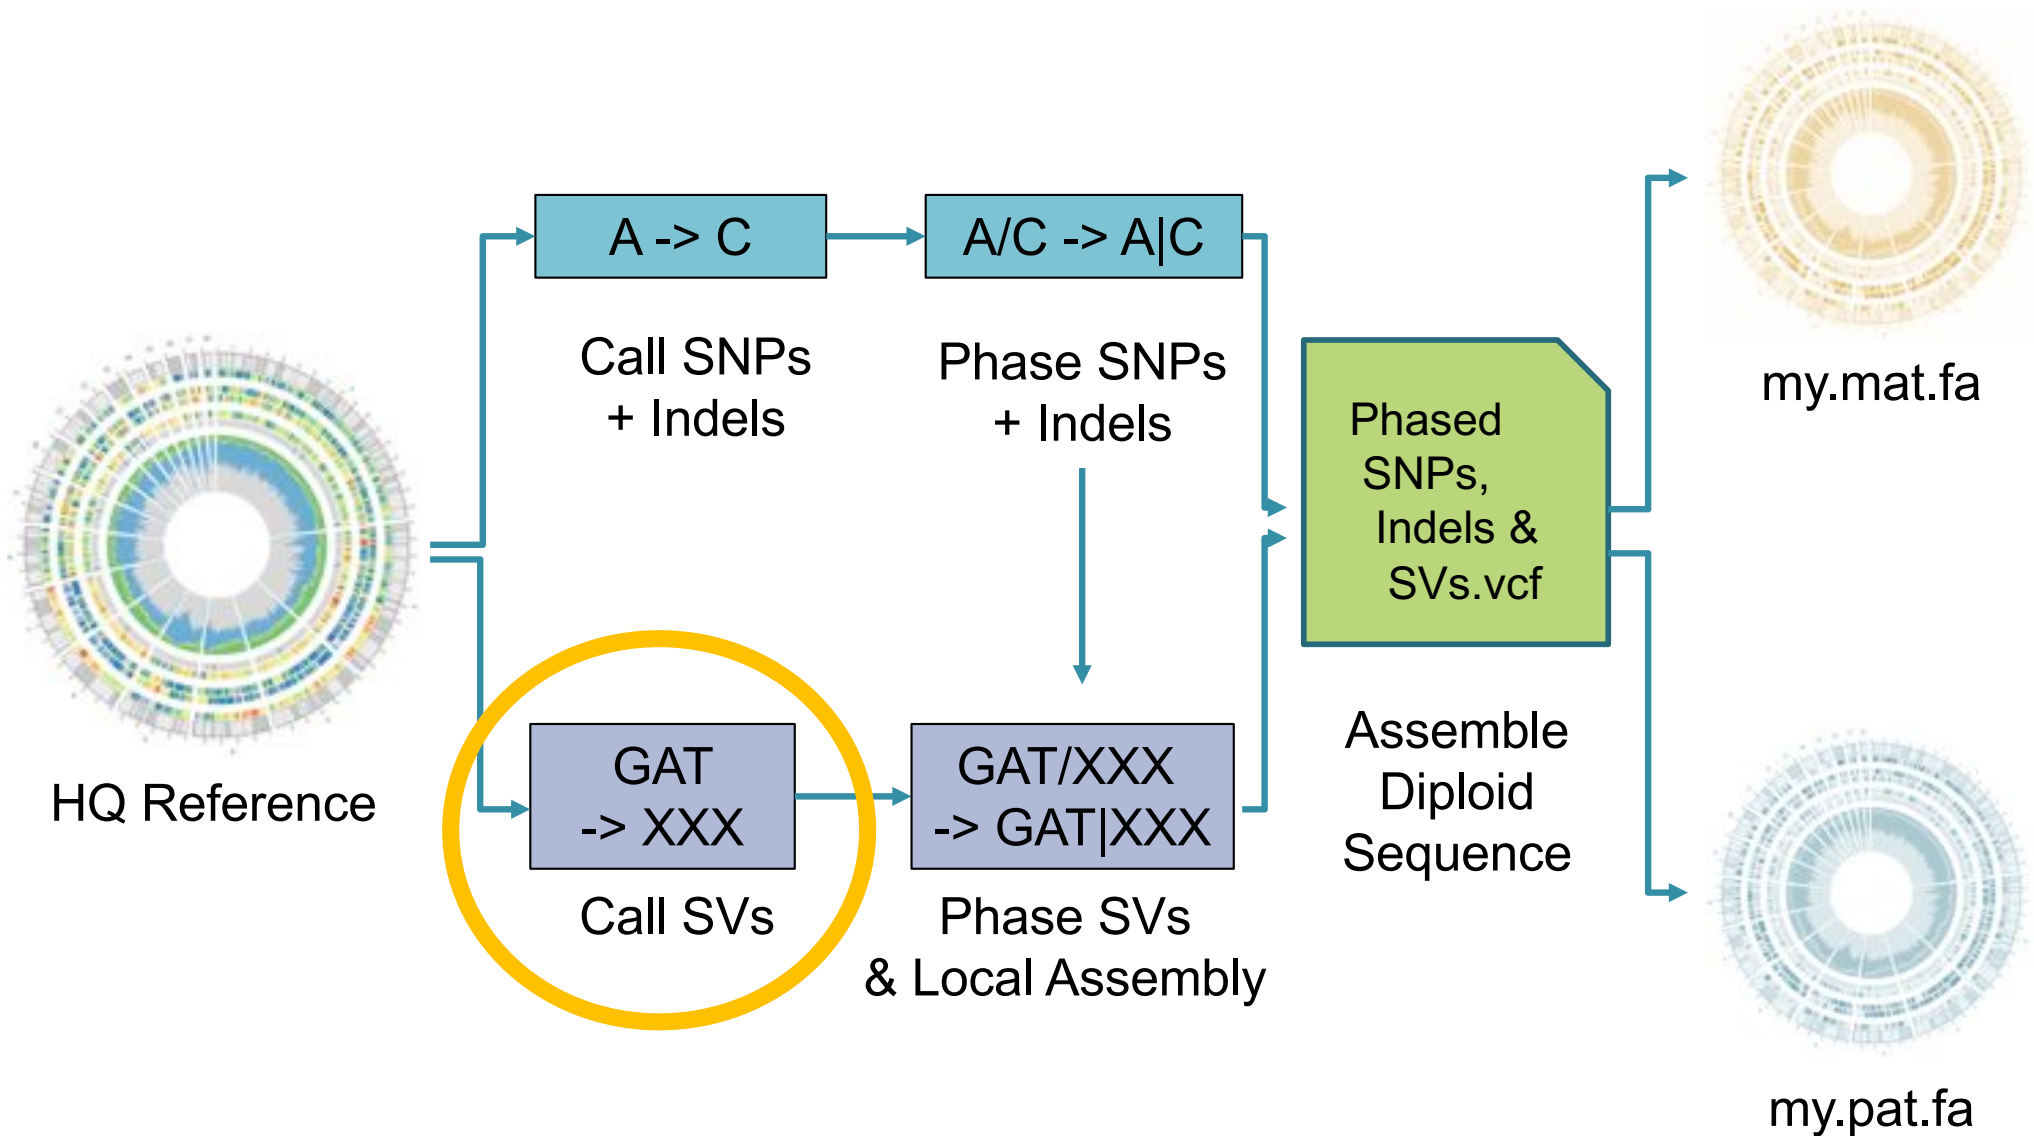 HQ Reference
A -> C
Call SNPs
+ Indels
A/C -> A|C
Phase SNPs
+ Indels
GAT
-> XXX
Call SVs
GAT/XXX
-> GAT|XXX
Phase SVs
& Local Assembly
Phased
SNPs,
Indels &
SVs.vcf
Assemble
Diploid
Sequence
my.mat.fa
my.pat.fa